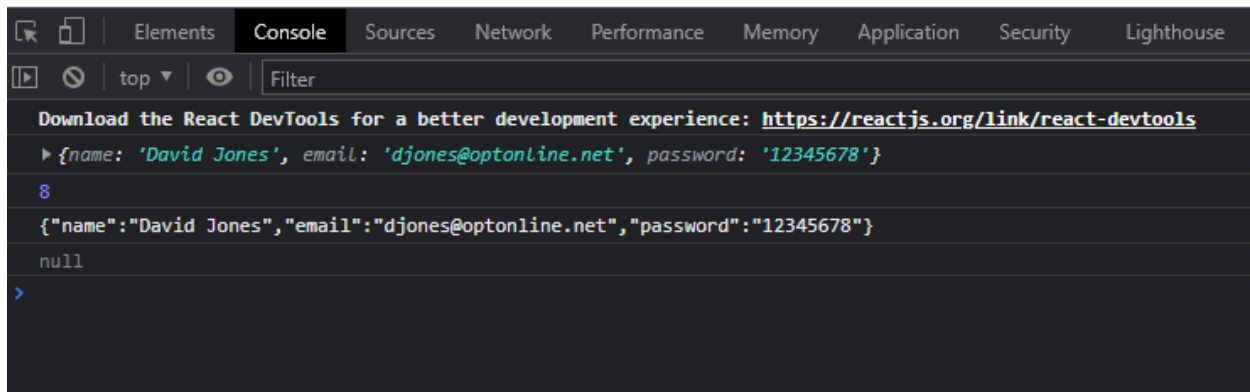 Elements Console Sources Network Performance Memory Application Security Lighthouse
top ▼ Filter
Download the React DevTools for a better development experience: https://reactjs.org/link/react-devtools
▶ {name: 'David Jones', email: 'djones@optonline.net', password: '12345678'}
8
{"name":"David Jones","email":"djones@optonline.net","password":"12345678"}
null
>